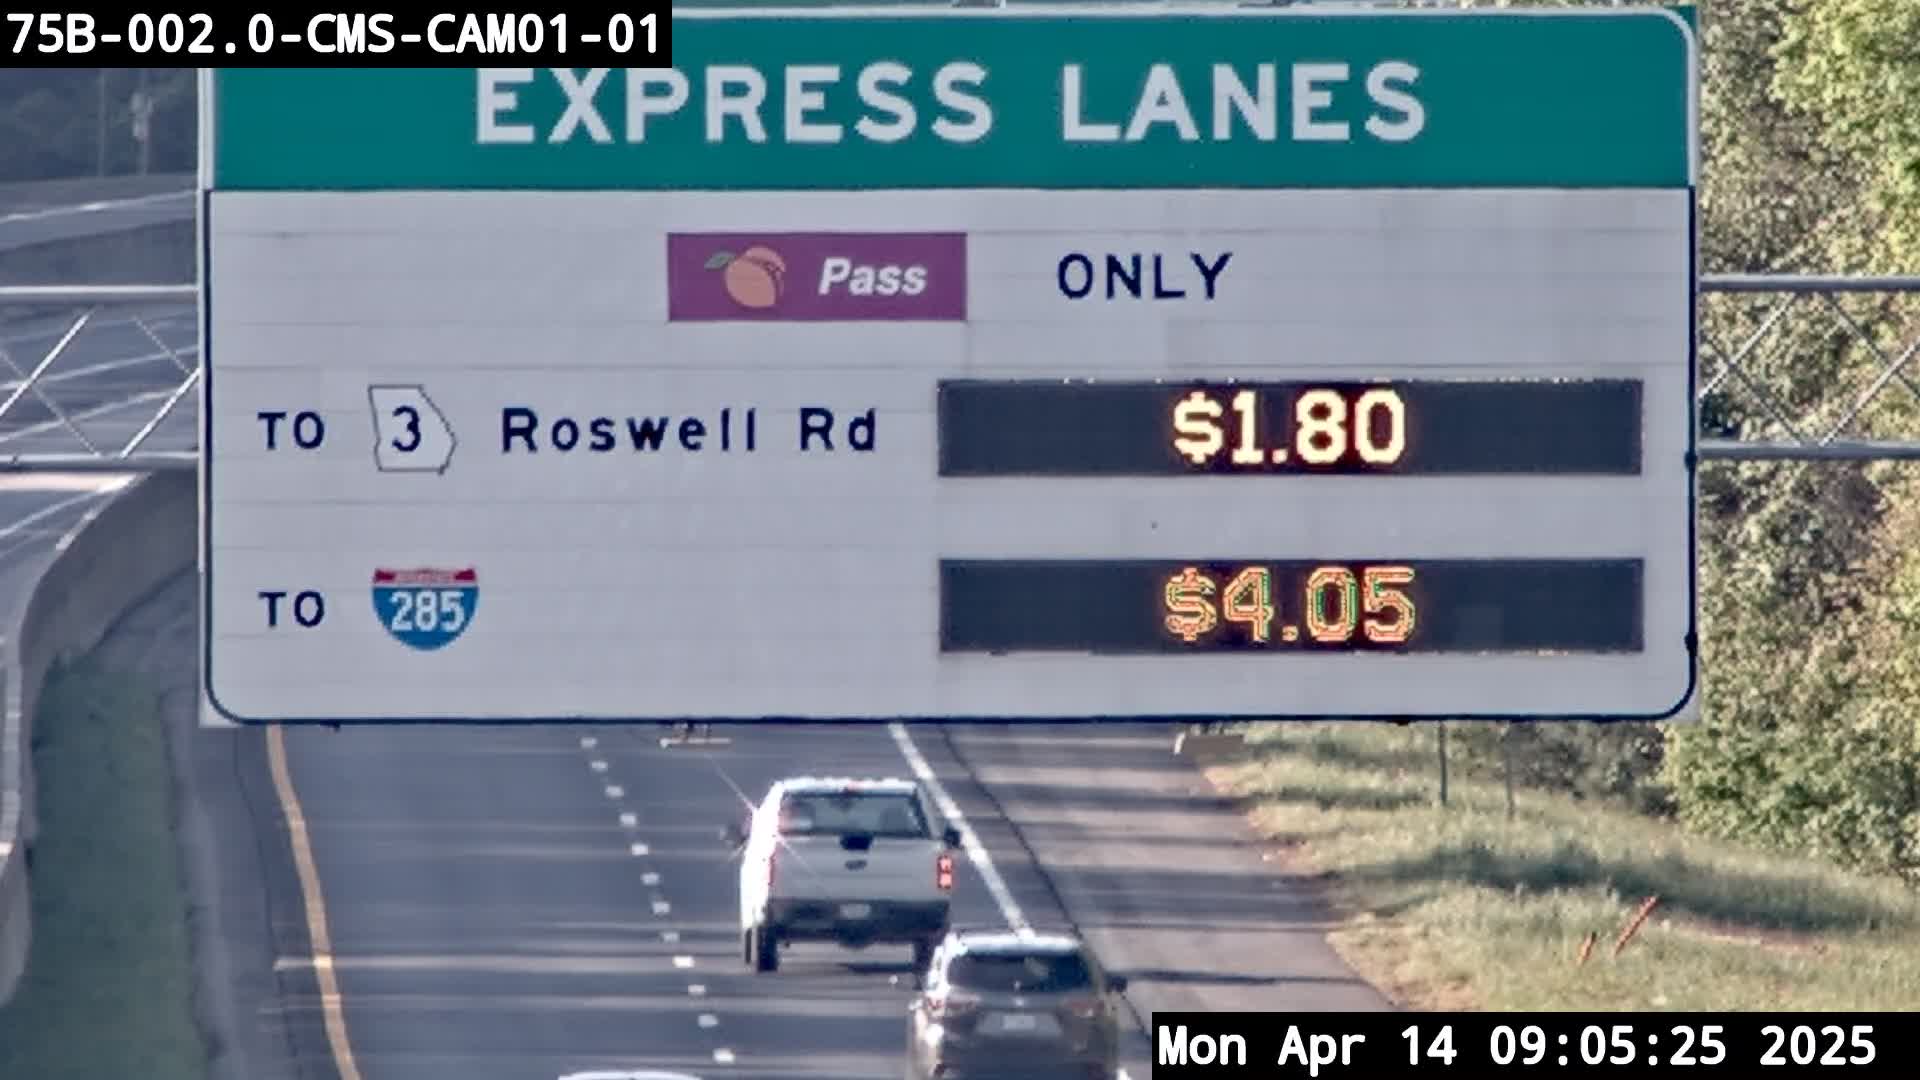 75B-002.0-CMS-CAM01-01
EXPRESS LANES
Pass ONLY
TO 3 Roswell Rd $1.80
TO 285 $4.05
Mon Apr 14 09:05:25 2025